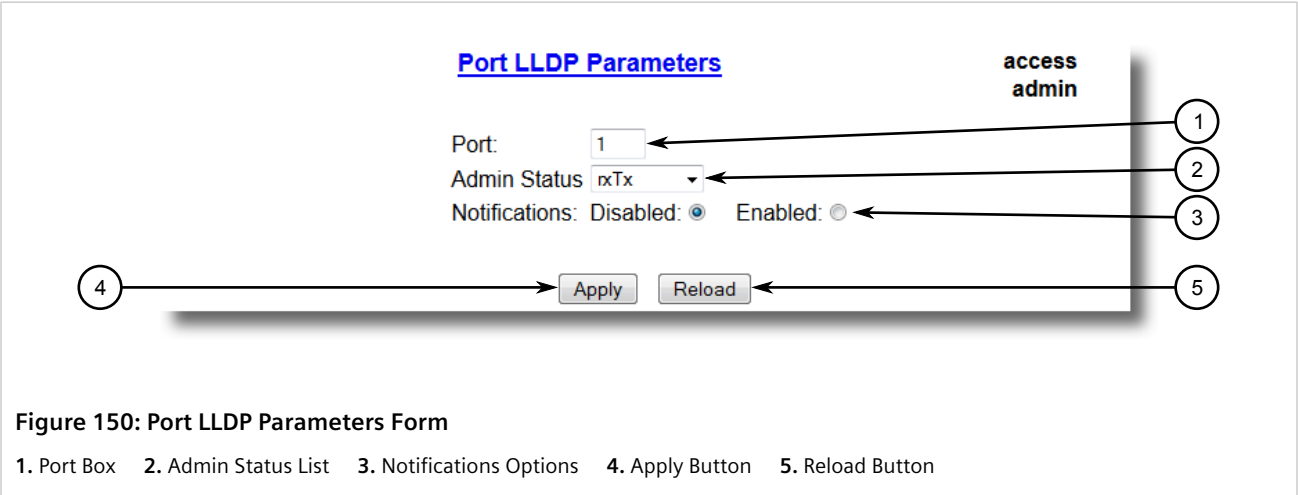 Port LLDP Parameters
access
admin
Port: 1
Admin Status rxTx
Notifications: Disabled: Enabled:
Apply Reload
1
2
3
4
5
Figure 150: Port LLDP Parameters Form
1. Port Box 2. Admin Status List 3. Notifications Options 4. Apply Button 5. Reload Button